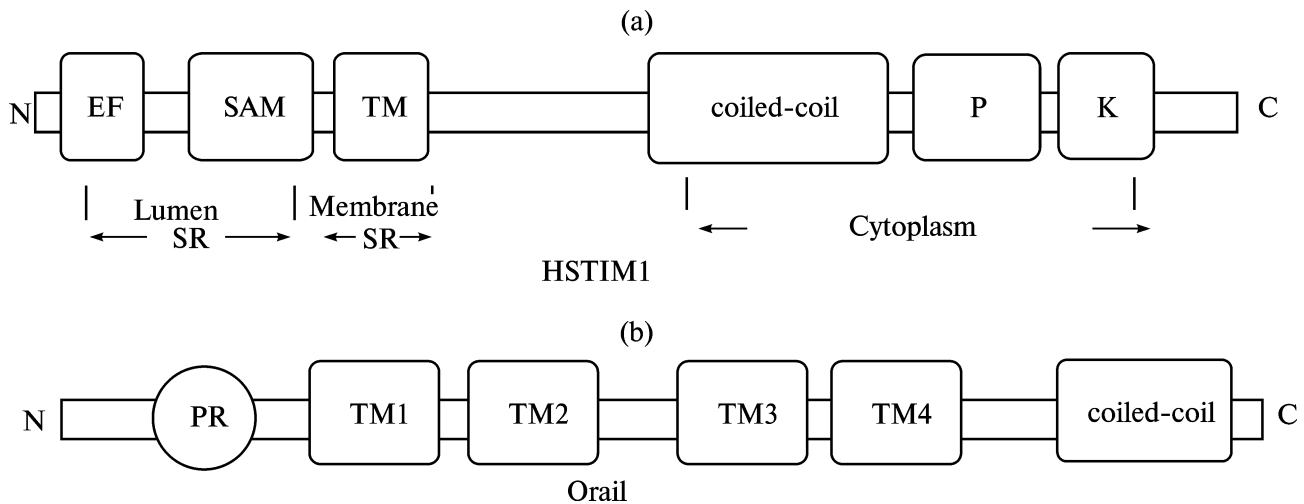 (a)
N EF SAM TM coiled-coil P K C
Lumen Membrane Cytoplasm
SR SR
HSTIM1
(b)
N PR TM1 TM2 TM3 TM4 coiled-coil C
Orail